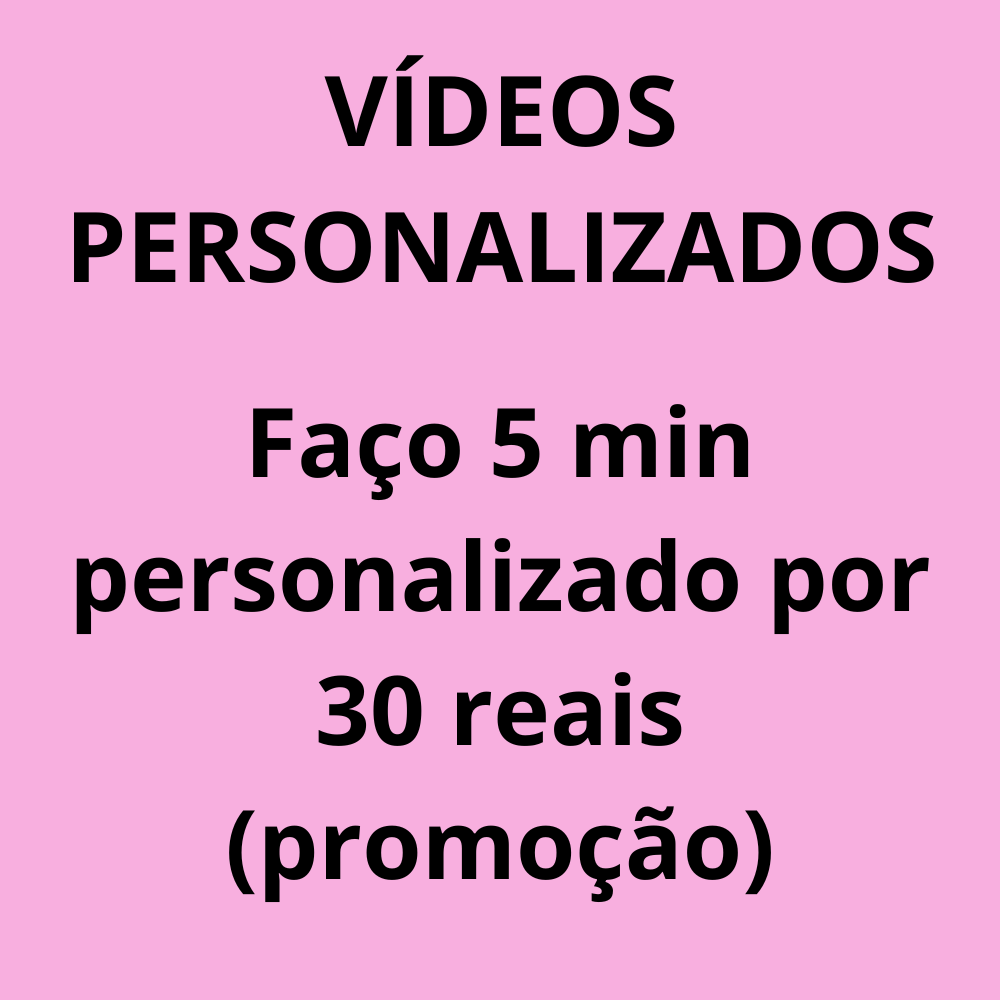 VÍDEOS
PERSONALIZADOS
Faço 5 min
personalizado por
30 reais
(promoção)